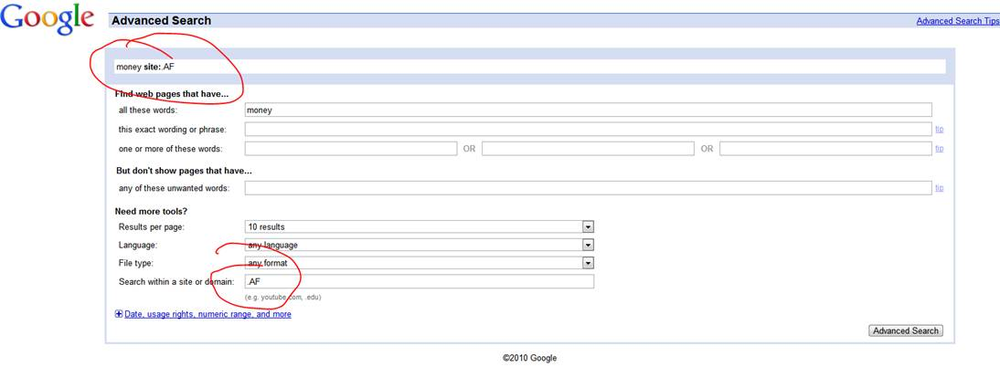 Google
Advanced Search
Advanced Search Tips
money site:.AF
Find web pages that have...
all these words: money
this exact wording or phrase: tip
one or more of these words: OR OR tip
But don't show pages that have...
any of these unwanted words: tip
Need more tools?
Results per page: 10 results
Language: any language
File type: any format
Search within a site or domain: .AF
(e.g. youtube.com, .edu)
Date, usage rights, numeric range, and more
Advanced Search
©2010 Google